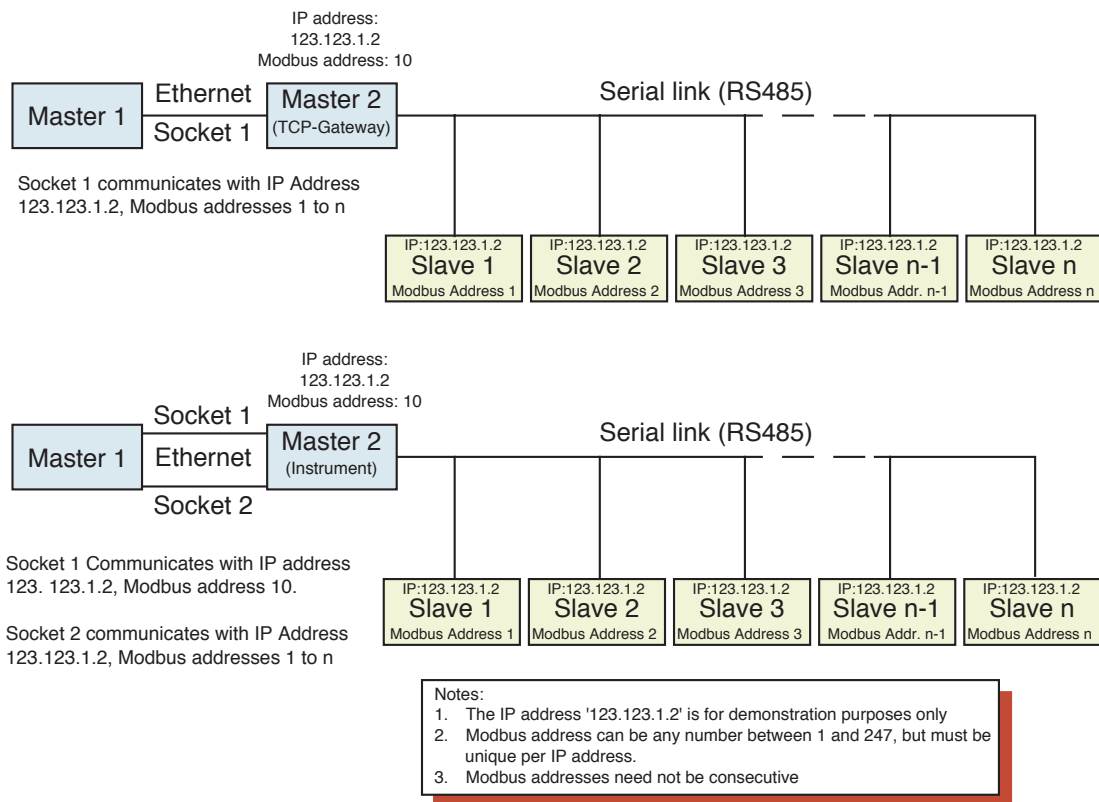 IP address:
123.123.1.2
Modbus address: 10
Master 1
Ethernet
Socket 1
Master 2
(TCP-Gateway)
Serial link (RS485)
Socket 1 communicates with IP Address
123.123.1.2, Modbus addresses 1 to n
IP:123.123.1.2
Slave 1
Modbus Address 1
IP:123.123.1.2
Slave 2
Modbus Address 2
IP:123.123.1.2
Slave 3
Modbus Address 3
IP:123.123.1.2
Slave n-1
Modbus Addr. n-1
IP:123.123.1.2
Slave n
Modbus Address n
IP address:
123.123.1.2
Modbus address: 10
Master 1
Socket 1
Ethernet
Socket 2
Master 2
(Instrument)
Serial link (RS485)
Socket 1 Communicates with IP address
123. 123.1.2, Modbus address 10.
Socket 2 communicates with IP Address
123.123.1.2, Modbus addresses 1 to n
IP:123.123.1.2
Slave 1
Modbus Address 1
IP:123.123.1.2
Slave 2
Modbus Address 2
IP:123.123.1.2
Slave 3
Modbus Address 3
IP:123.123.1.2
Slave n-1
Modbus Addr. n-1
IP:123.123.1.2
Slave n
Modbus Address n
Notes:
1. The IP address '123.123.1.2' is for demonstration purposes only
2. Modbus address can be any number between 1 and 247, but must be
unique per IP address.
3. Modbus addresses need not be consecutive